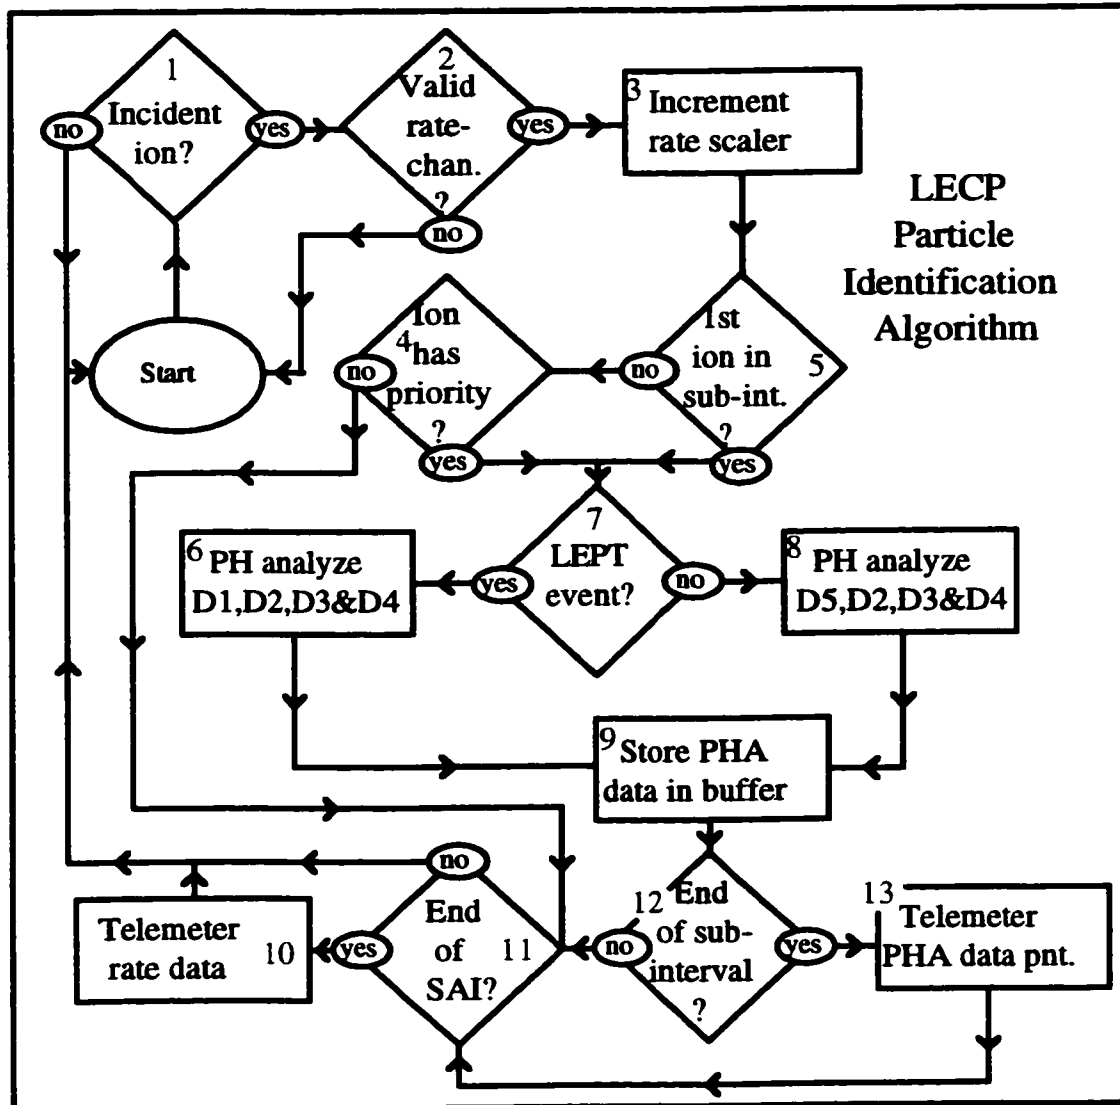 1
Incident
ion?
no
yes
2
Valid
rate-
chan.
?
yes
no
3
Increment
rate scaler
LECP
Particle
Identification
Algorithm
Start
Ion
4 has
priority
?
no
yes
1st
ion in
sub-int.
?
5
no
yes
7
LEPT
event?
yes
no
6
PH analyze
D1,D2,D3&D4
8
PH analyze
D5,D2,D3&D4
9
Store PHA
data in buffer
12 End
of sub-
interval
?
no
yes
13
Telemeter
PHA data pnt.
End
of
SAI?
11
no
yes
Telemeter
rate data
10